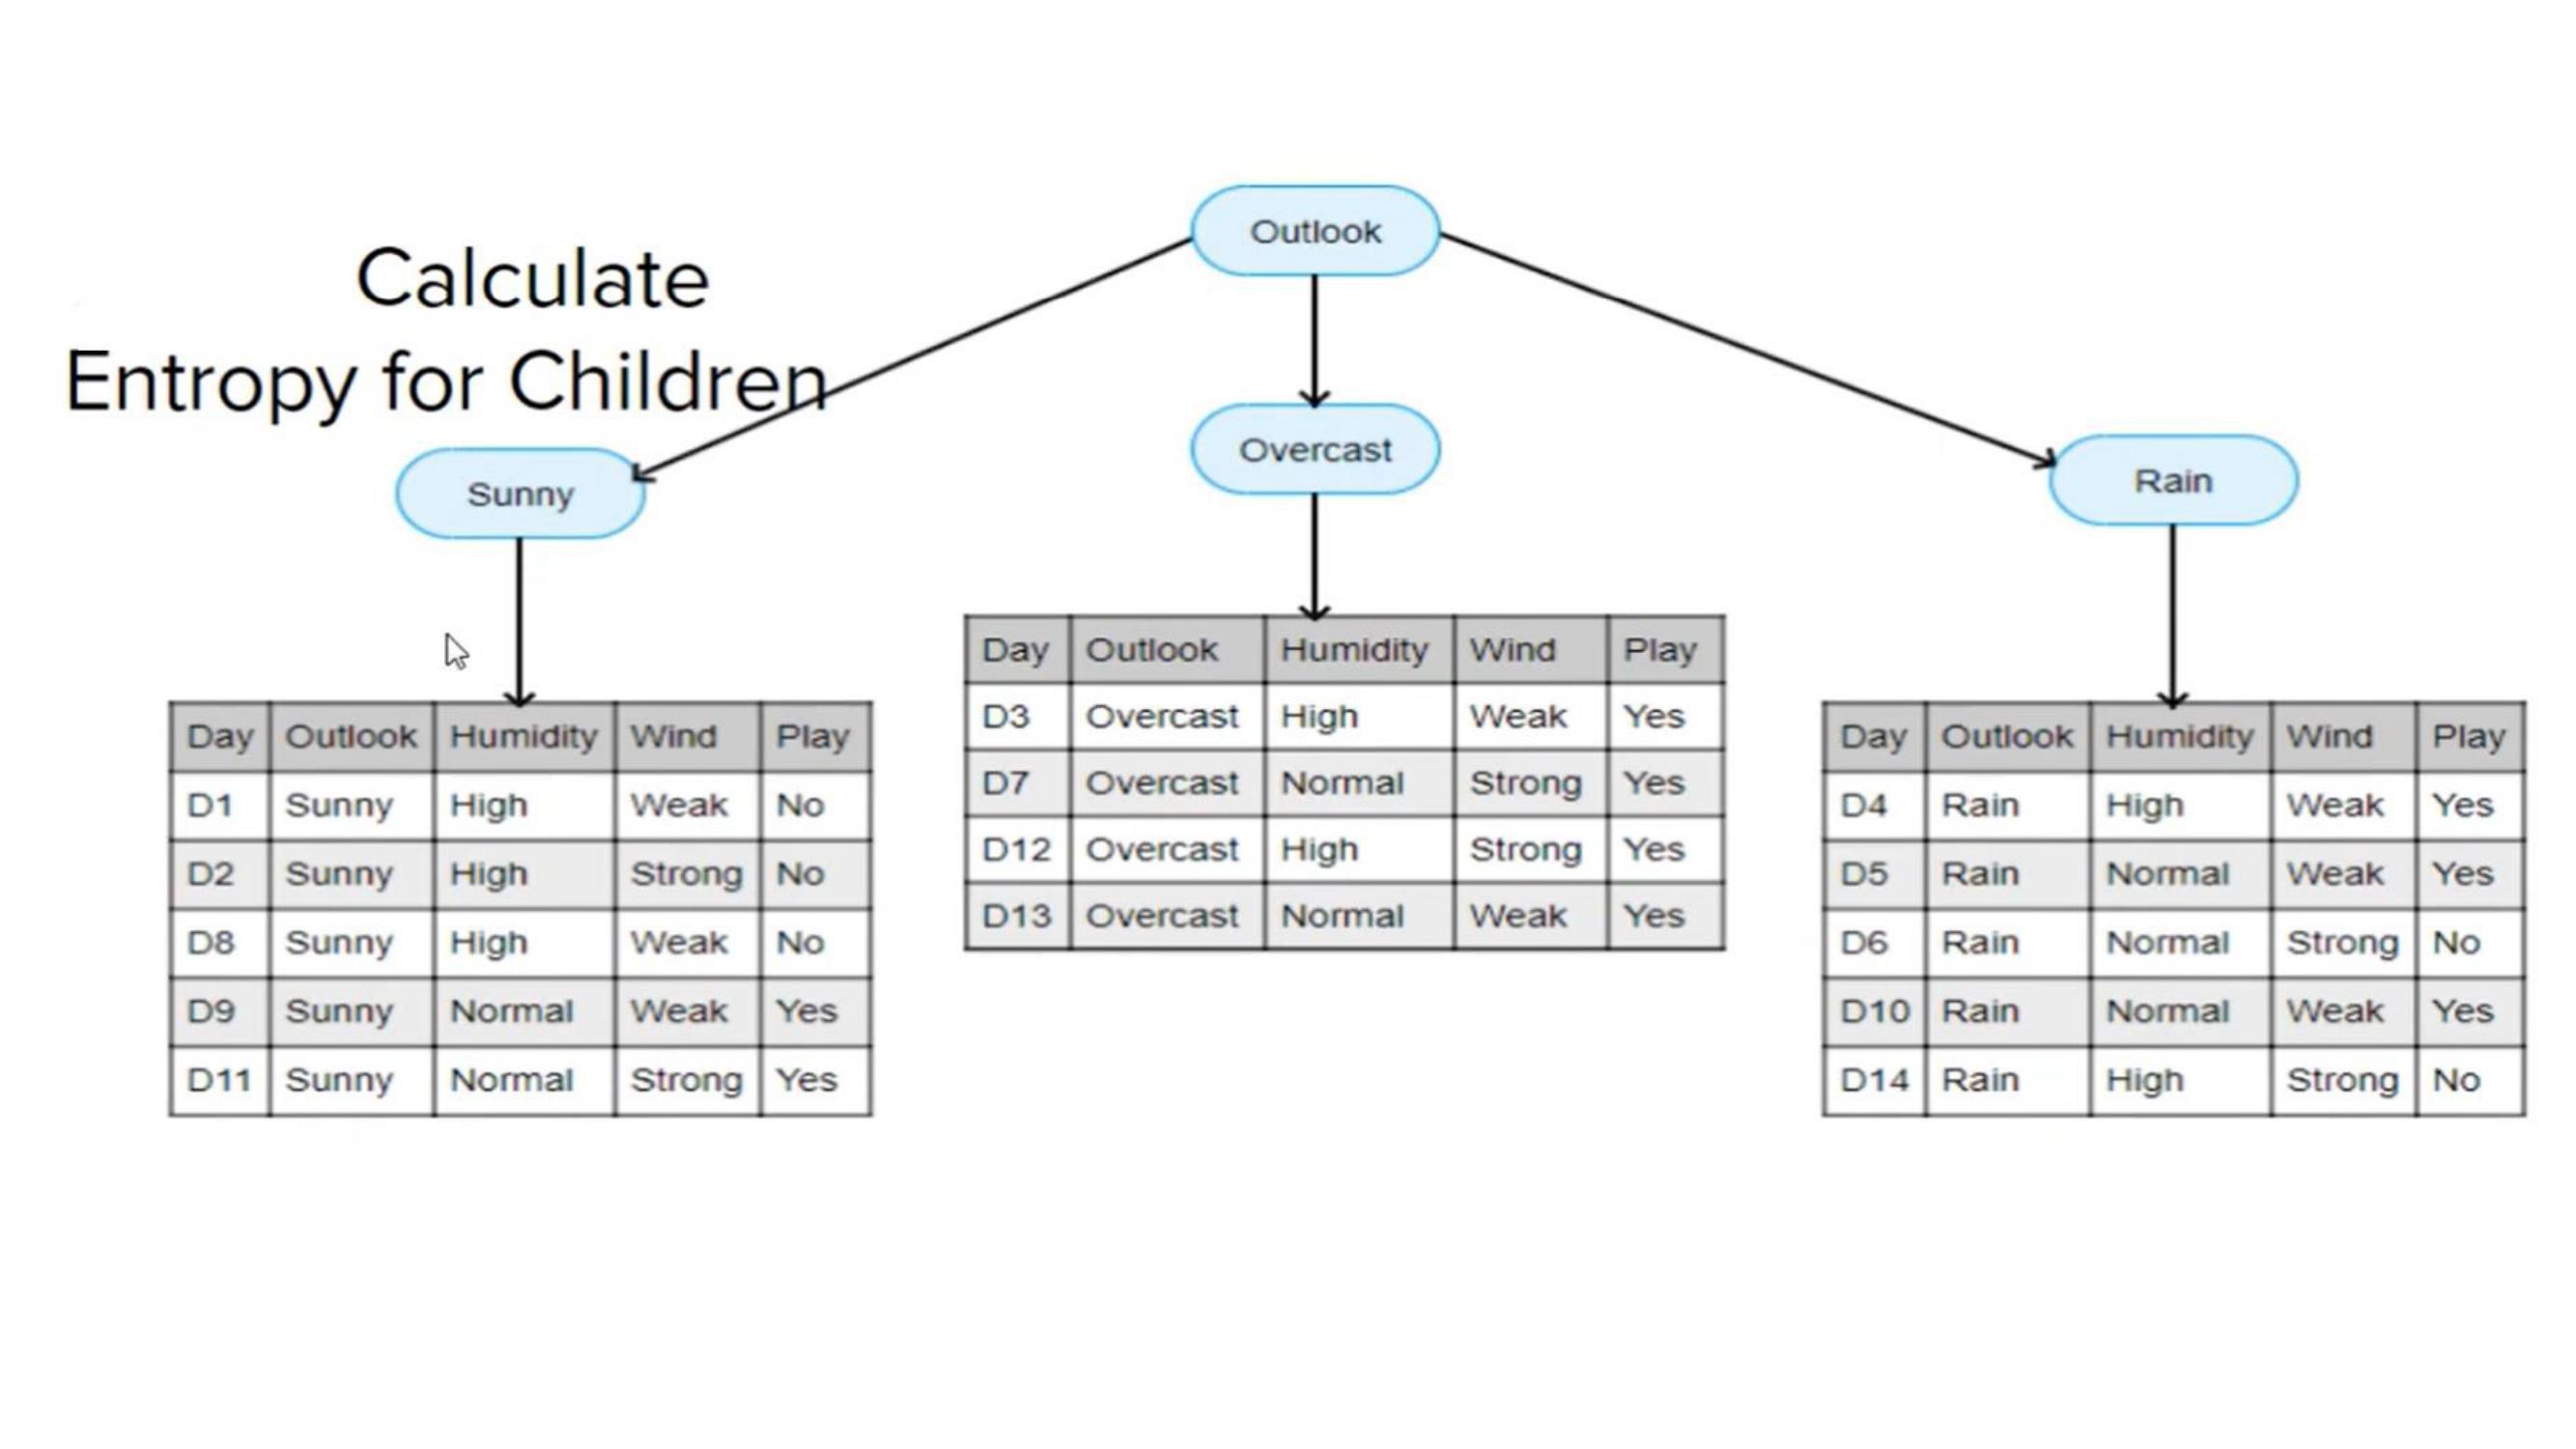 Outlook
Calculate
Entropy for Children
Overcast
Sunny
Rain
Day Outlook Humidity Wind Play
D1 Sunny High Weak No
D2 Sunny High Strong No
D8 Sunny High Weak No
D9 Sunny Normal Weak Yes
D11 Sunny Normal Strong Yes
Day Outlook Humidity Wind Play
D3 Overcast High Weak Yes
D7 Overcast Normal Strong Yes
D12 Overcast High Strong Yes
D13 Overcast Normal Weak Yes
Day Outlook Humidity Wind Play
D4 Rain High Weak Yes
D5 Rain Normal Weak Yes
D6 Rain Normal Strong No
D10 Rain Normal Weak Yes
D14 Rain High Strong No